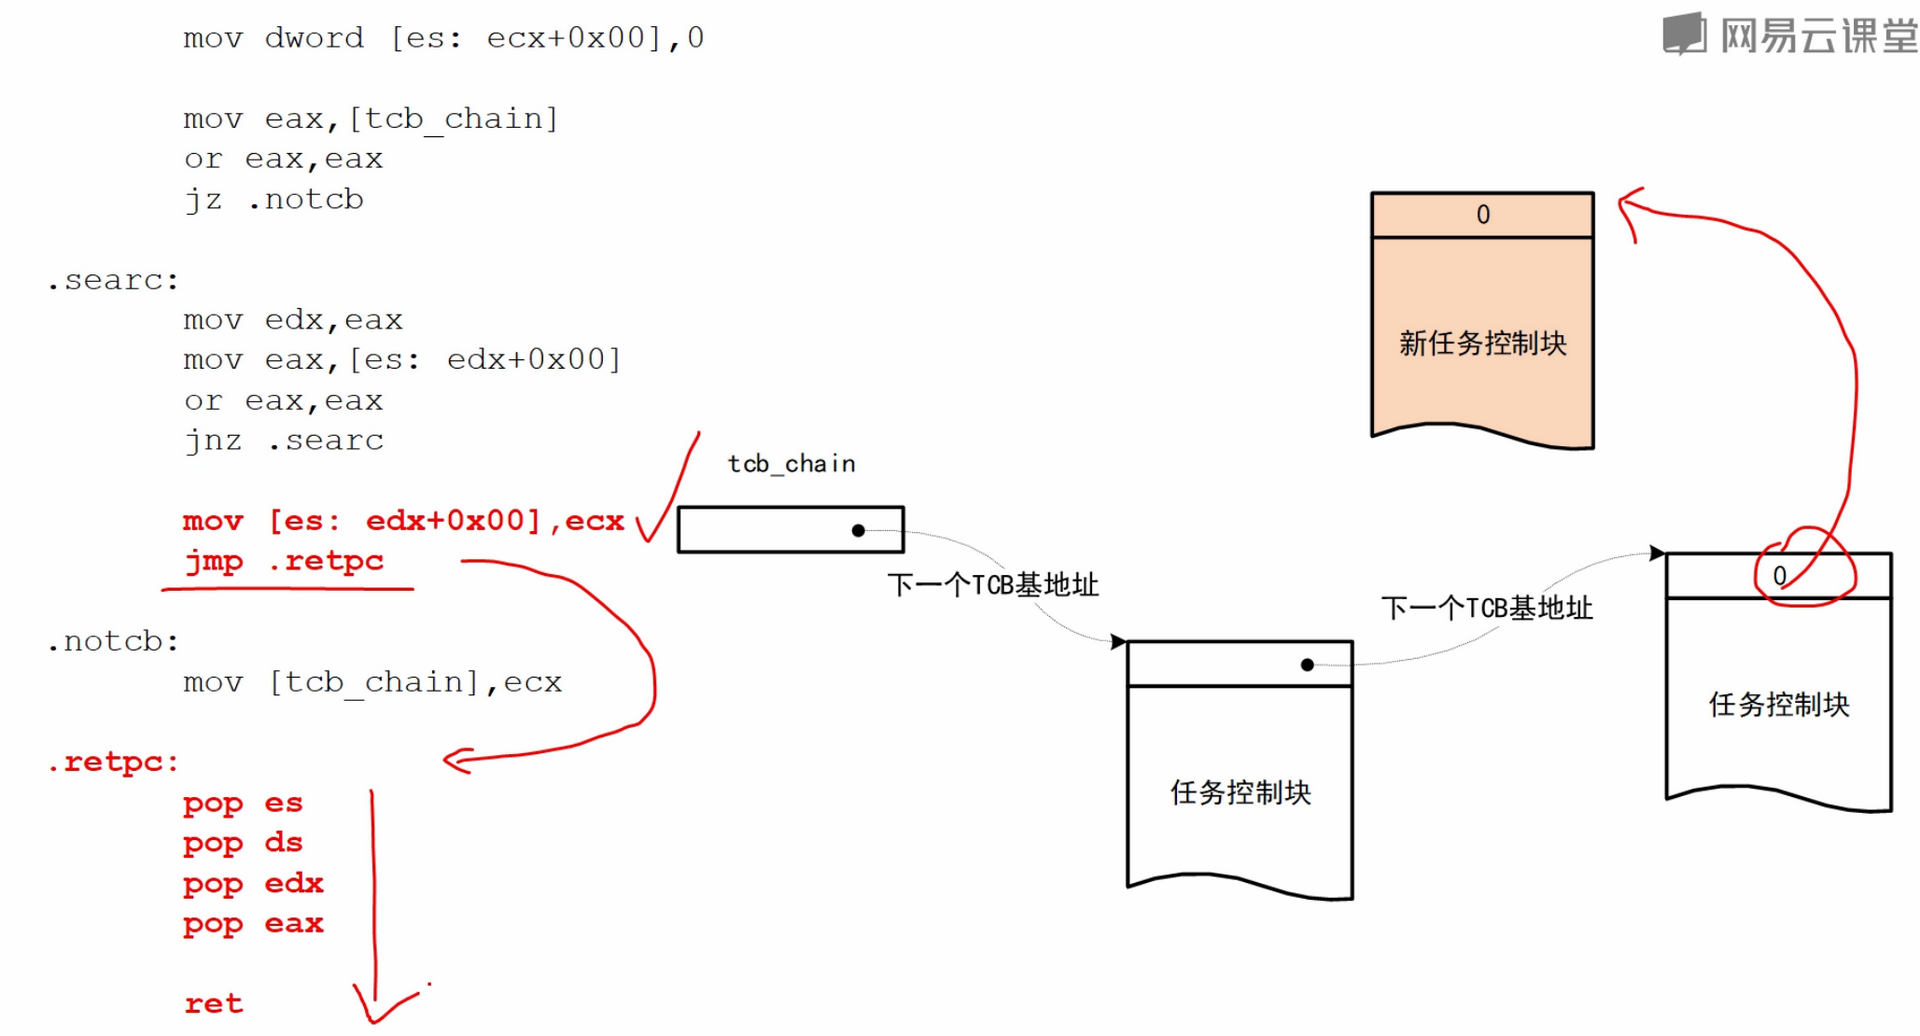 mov dword [es: ecx+0x00],0
mov eax,[tcb_chain]
or eax,eax
jz .notcb
.searc:
mov edx,eax
mov eax,[es: edx+0x00]
or eax,eax
jnz .searc
mov [es: edx+0x00],ecx
jmp .retpc
.notcb:
mov [tcb_chain],ecx
.retpc:
pop es
pop ds
pop edx
pop eax
ret
网易云课堂
0
新任务控制块
tcb_chain
下一个TCB基地址
任务控制块
下一个TCB基地址
0
任务控制块